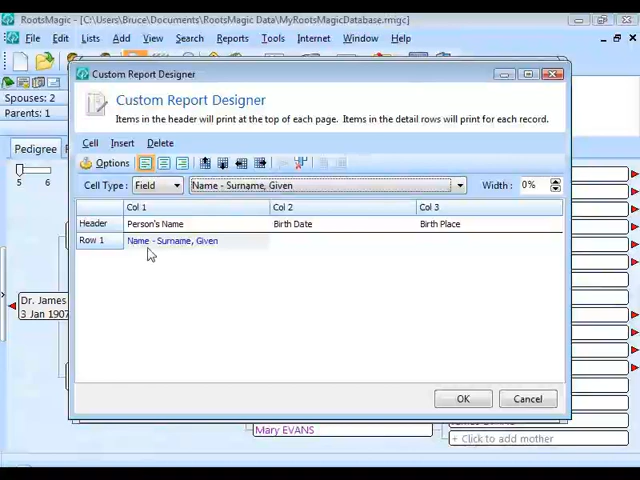 RootsMagic - [C:\Users\Bruce\Documents\RootsMagic Data\MyRootsMagicDatabase.rmgc]
File Edit Lists Add View Search Reports Tools Internet Window Help
Spouses: 2
Parents: 1
Pedigree
5 6
Dr. James
3 Jan 1907
Custom Report Designer
Custom Report Designer
Items in the header will print at the top of each page. Items in the detail rows will print for each record.
Cell Insert Delete
Options
Cell Type: Field Name - Surname, Given Width: 0%
Col 1 Col 2 Col 3
Header Person's Name Birth Date Birth Place
Row 1 Name - Surname, Given
OK Cancel
Mary EVANS
+ Click to add mother